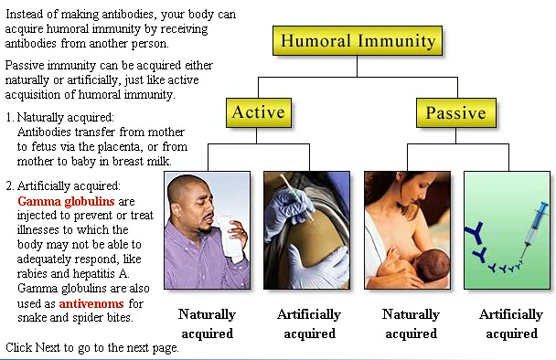 Instead of making antibodies, your body can
acquire humoral immunity by receiving
antibodies from another person.
Passive immunity can be acquired either
naturally or artificially, just like active
acquisition of humoral immunity.
1. Naturally acquired:
Antibodies transfer from mother
to fetus via the placenta, or from
mother to baby in breast milk.
2. Artificially acquired:
Gamma globulins are
injected to prevent or treat
illnesses to which the
body may not be able to
adequately respond, like
rabies and hepatitis A.
Gamma globulins are also
used as antivenoms for
snake and spider bites.
Click Next to go to the next page.
Humoral Immunity
Active
Passive
Naturally
acquired
Artificially
acquired
Naturally
acquired
Artificially
acquired